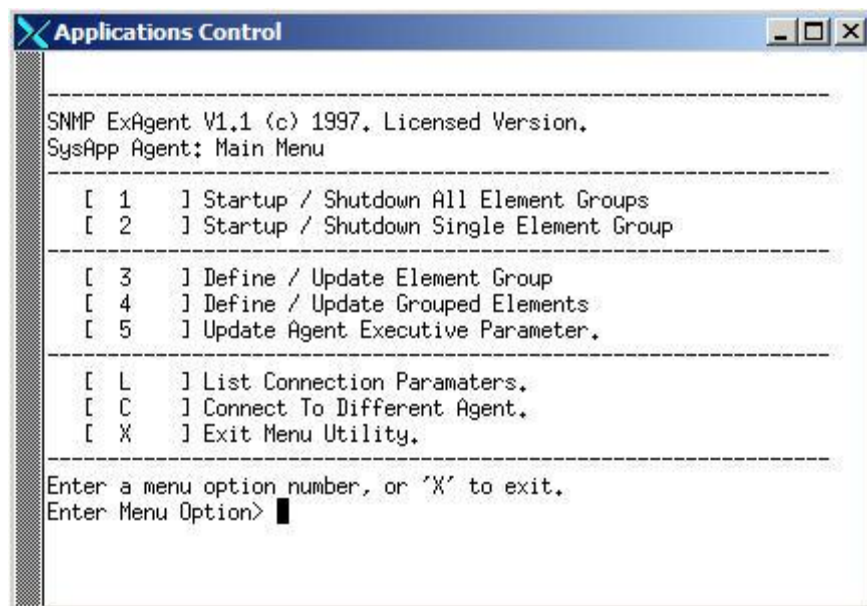 Applications Control
--------------------------------------------------------------------
SNMP ExAgent V1.1 (c) 1997. Licensed Version.
SysApp Agent: Main Menu
--------------------------------------------------------------------
[ 1 ] Startup / Shutdown All Element Groups
[ 2 ] Startup / Shutdown Single Element Group
--------------------------------------------------------------------
[ 3 ] Define / Update Element Group
[ 4 ] Define / Update Grouped Elements
[ 5 ] Update Agent Executive Parameter.
--------------------------------------------------------------------
[ L ] List Connection Paramaters.
[ C ] Connect To Different Agent.
[ X ] Exit Menu Utility.
--------------------------------------------------------------------
Enter a menu option number, or 'X' to exit.
Enter Menu Option>